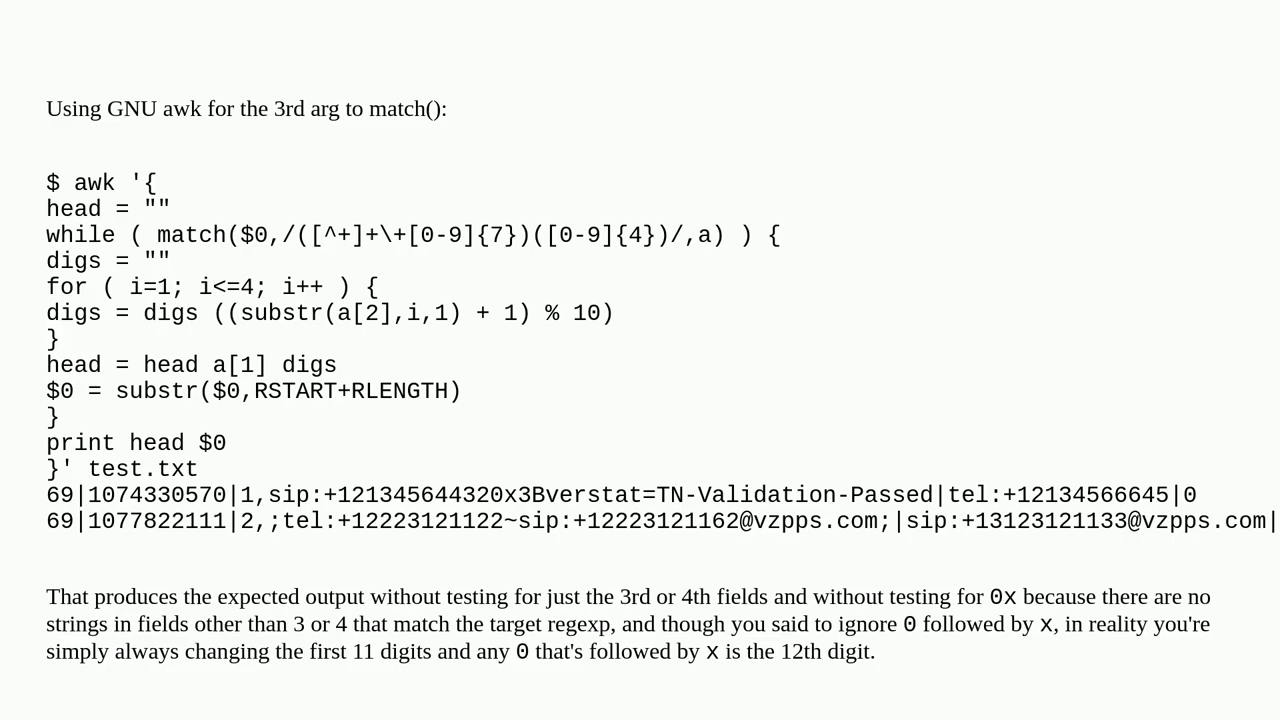 Using GNU awk for the 3rd arg to match():
$ awk '{
head = ""
while ( match($0,/([^+]+\+[0-9]{7})([0-9]{4})/,a) ) {
digs = ""
for ( i=1; i<=4; i++ ) {
digs = digs ((substr(a[2],i,1) + 1) % 10)
}
head = head a[1] digs
$0 = substr($0,RSTART+RLENGTH)
}
print head $0
}' test.txt
69|1074330570|1,sip:+121345644320x3Bverstat=TN-Validation-Passed|tel:+12134566645|0
69|1077822111|2,;tel:+12223121122~sip:+12223121162@vzpps.com;|sip:+13123121133@vzpps.com|
That produces the expected output without testing for just the 3rd or 4th fields and without testing for 0x because there are no
strings in fields other than 3 or 4 that match the target regexp, and though you said to ignore 0 followed by x, in reality you're
simply always changing the first 11 digits and any 0 that's followed by x is the 12th digit.